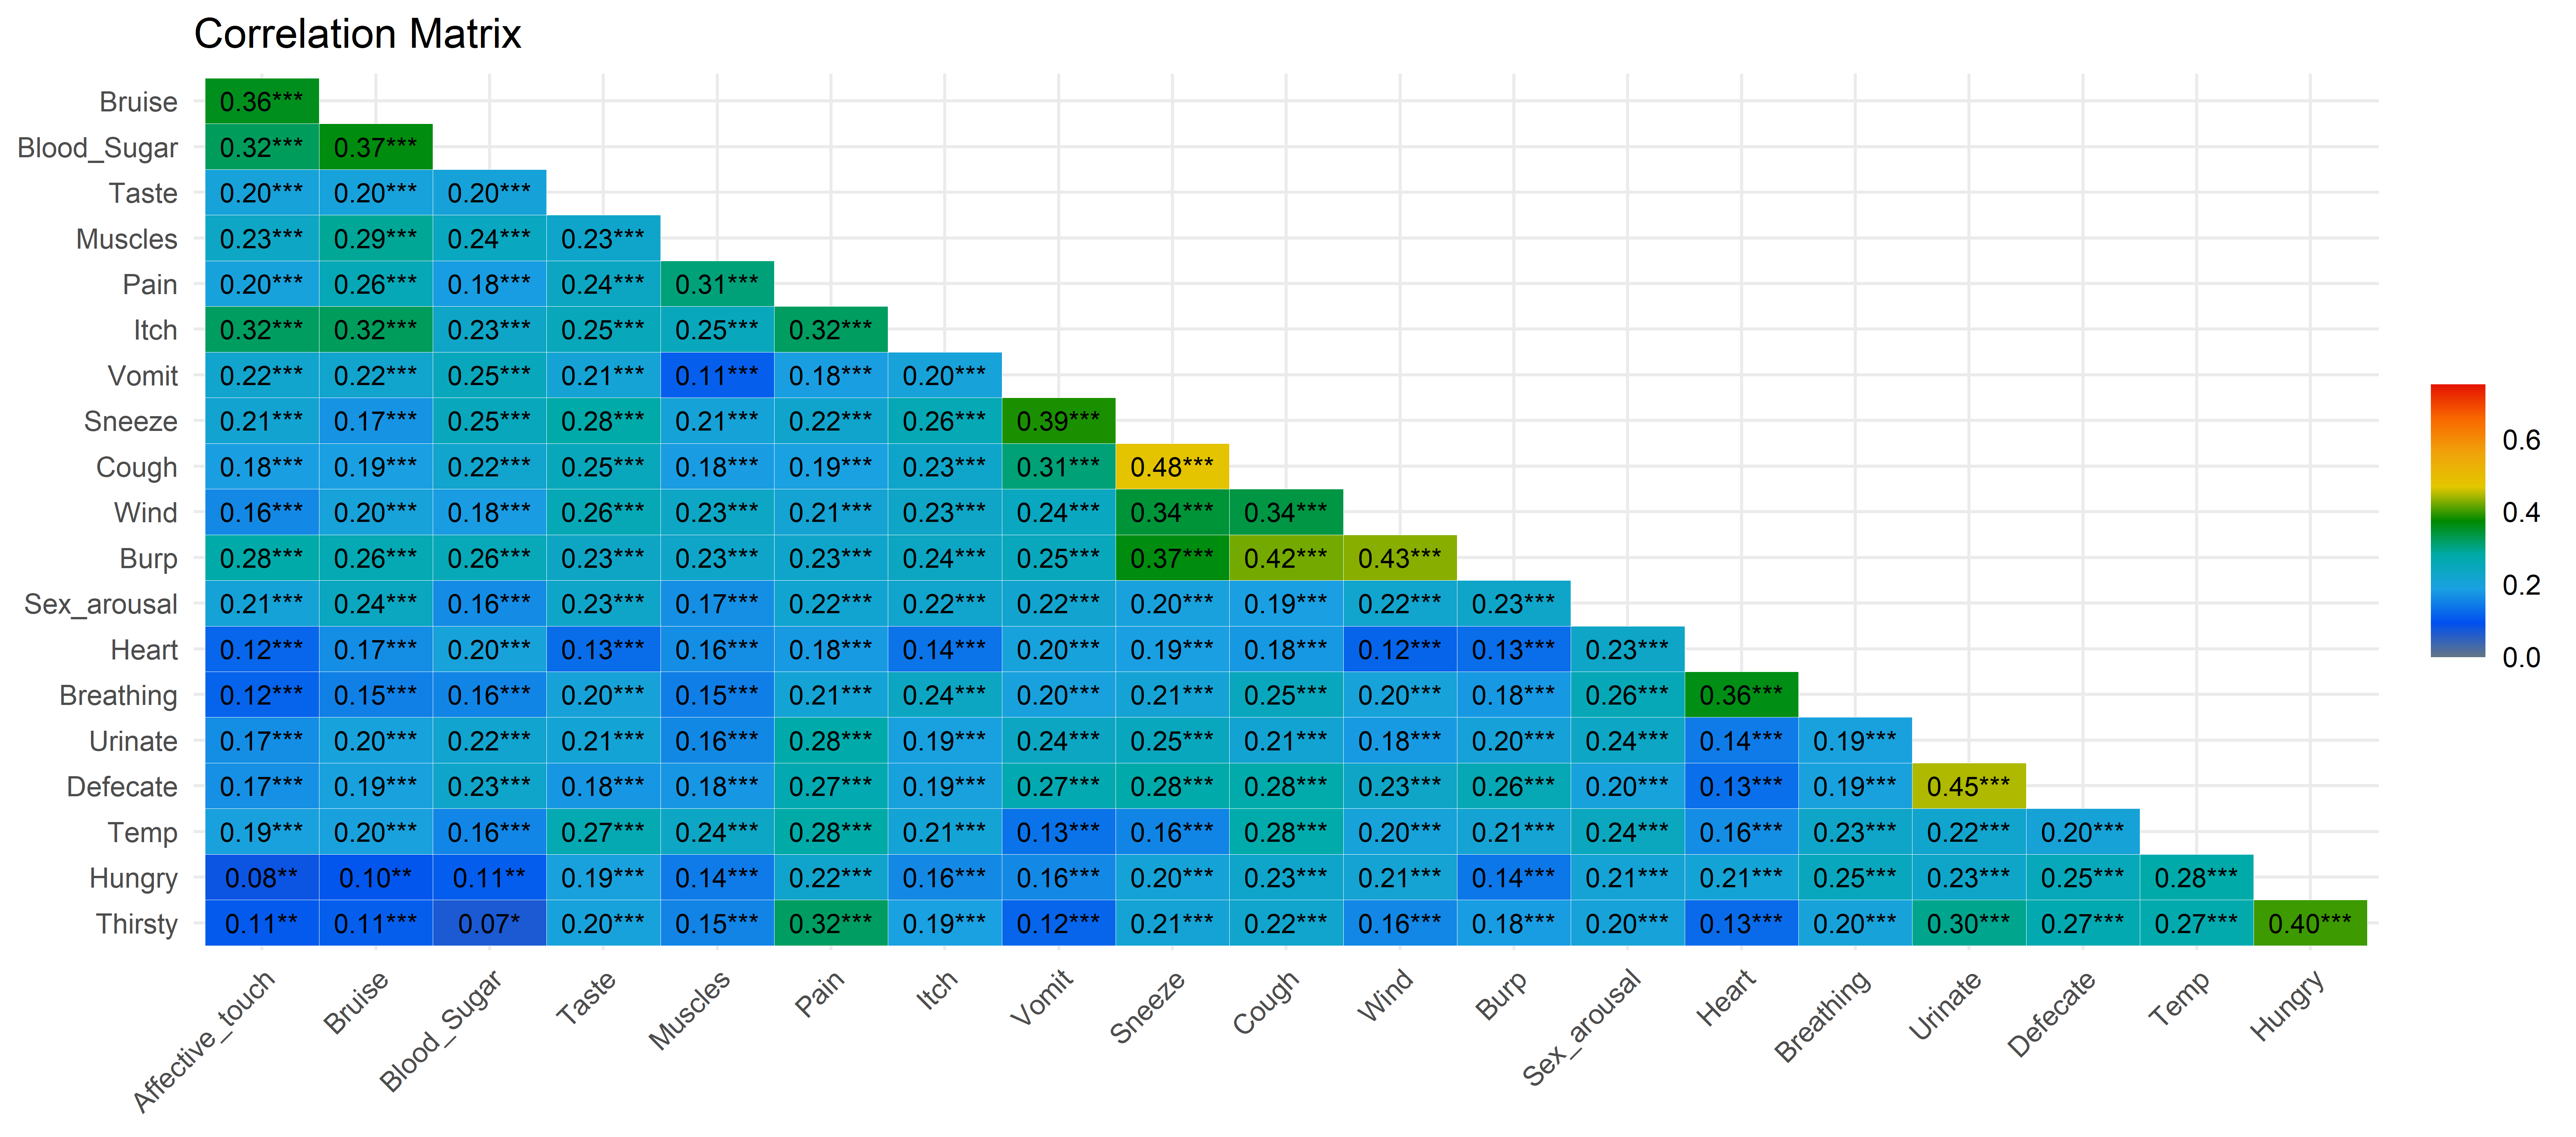 Correlation Matrix
Bruise 0.36***
Blood_Sugar 0.32*** 0.37***
Taste 0.20*** 0.20*** 0.20***
Muscles 0.23*** 0.29*** 0.24*** 0.23***
Pain 0.20*** 0.26*** 0.18*** 0.24*** 0.31***
Itch 0.32*** 0.32*** 0.23*** 0.25*** 0.25*** 0.32***
Vomit 0.22*** 0.22*** 0.25*** 0.21*** 0.11*** 0.18*** 0.20***
Sneeze 0.21*** 0.17*** 0.25*** 0.28*** 0.21*** 0.22*** 0.26*** 0.39***
Cough 0.18*** 0.19*** 0.22*** 0.25*** 0.18*** 0.19*** 0.23*** 0.31*** 0.48***
Wind 0.16*** 0.20*** 0.18*** 0.26*** 0.23*** 0.21*** 0.23*** 0.24*** 0.34*** 0.34***
Burp 0.28*** 0.26*** 0.26*** 0.23*** 0.23*** 0.23*** 0.24*** 0.25*** 0.37*** 0.42*** 0.43***
Sex_arousal 0.21*** 0.24*** 0.16*** 0.23*** 0.17*** 0.22*** 0.22*** 0.22*** 0.20*** 0.19*** 0.22*** 0.23***
Heart 0.12*** 0.17*** 0.20*** 0.13*** 0.16*** 0.18*** 0.14*** 0.20*** 0.19*** 0.18*** 0.12*** 0.13*** 0.23***
Breathing 0.12*** 0.15*** 0.16*** 0.20*** 0.15*** 0.21*** 0.24*** 0.20*** 0.21*** 0.25*** 0.20*** 0.18*** 0.26*** 0.36***
Urinate 0.17*** 0.20*** 0.22*** 0.21*** 0.16*** 0.28*** 0.19*** 0.24*** 0.25*** 0.21*** 0.18*** 0.20*** 0.24*** 0.14*** 0.19***
Defecate 0.17*** 0.19*** 0.23*** 0.18*** 0.18*** 0.27*** 0.19*** 0.27*** 0.28*** 0.28*** 0.23*** 0.26*** 0.20*** 0.13*** 0.19*** 0.45***
Temp 0.19*** 0.20*** 0.16*** 0.27*** 0.24*** 0.28*** 0.21*** 0.13*** 0.16*** 0.28*** 0.20*** 0.21*** 0.24*** 0.16*** 0.23*** 0.22*** 0.20***
Hungry 0.08** 0.10** 0.11** 0.19*** 0.14*** 0.22*** 0.16*** 0.16*** 0.20*** 0.23*** 0.21*** 0.14*** 0.21*** 0.21*** 0.25*** 0.23*** 0.25*** 0.28***
Thirsty 0.11** 0.11*** 0.07* 0.20*** 0.15*** 0.32*** 0.19*** 0.12*** 0.21*** 0.22*** 0.16*** 0.18*** 0.20*** 0.13*** 0.20*** 0.30*** 0.27*** 0.27*** 0.40***
Affective_touch Bruise Blood_Sugar Taste Muscles Pain Itch Vomit Sneeze Cough Wind Burp Sex_arousal Heart Breathing Urinate Defecate Temp Hungry
0.6
0.4
0.2
0.0